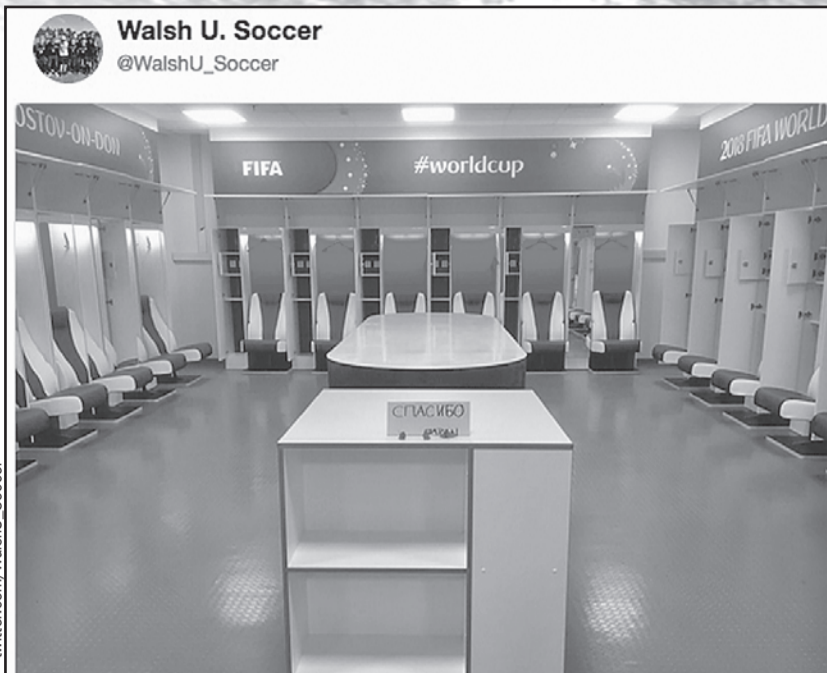 Walsh U. Soccer
@WalshU_Soccer
OSTOV-ON-DON
FIFA
#worldcup
2018 FIFA WORLD
СПАСИБО